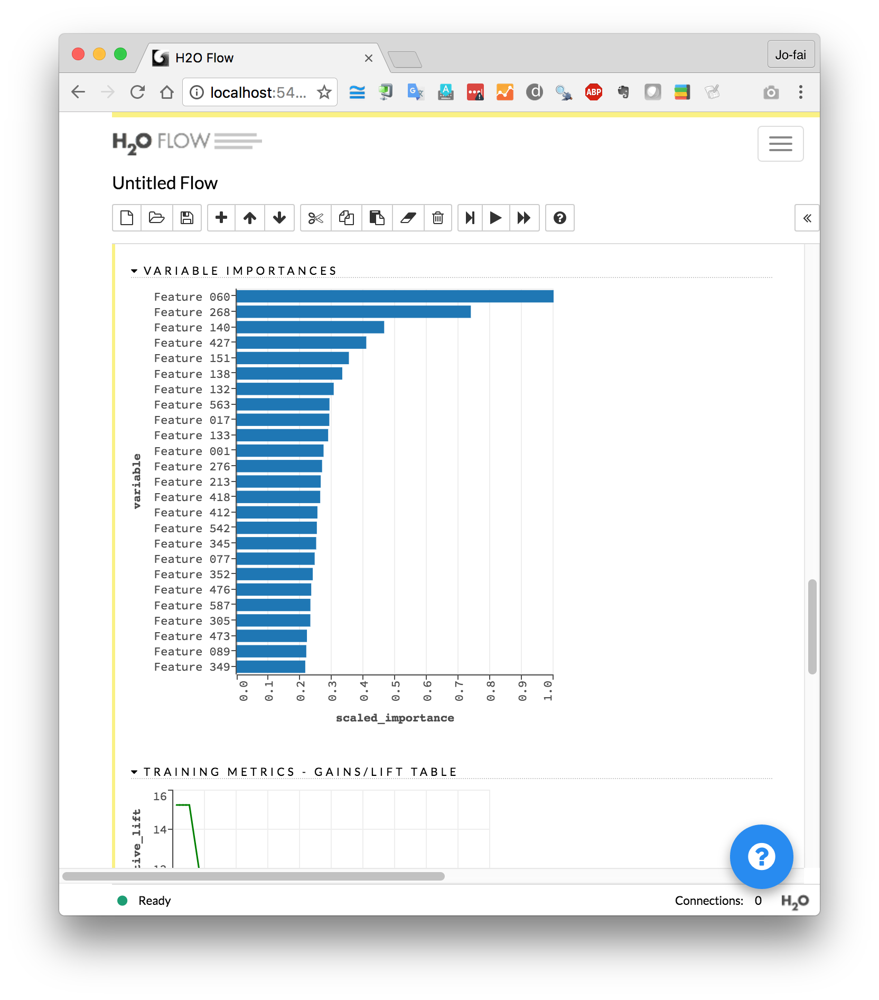 H2O Flow
Jo-fai
localhost:54...
ABP
H2O FLOW
Untitled Flow
VARIABLE IMPORTANCES
Feature 060
Feature 268
Feature 140
Feature 427
Feature 151
Feature 138
Feature 132
Feature 563
Feature 017
Feature 133
Feature 001
Feature 276
Feature 213
Feature 418
Feature 412
Feature 542
Feature 345
Feature 077
Feature 352
Feature 476
Feature 587
Feature 305
Feature 473
Feature 089
Feature 349
variable
0.0 0.1 0.2 0.3 0.4 0.5 0.6 0.7 0.8 0.9 1.0
scaled_importance
TRAINING METRICS - GAINS/LIFT TABLE
16
14
tive_lift
Ready
Connections: 0
H2O